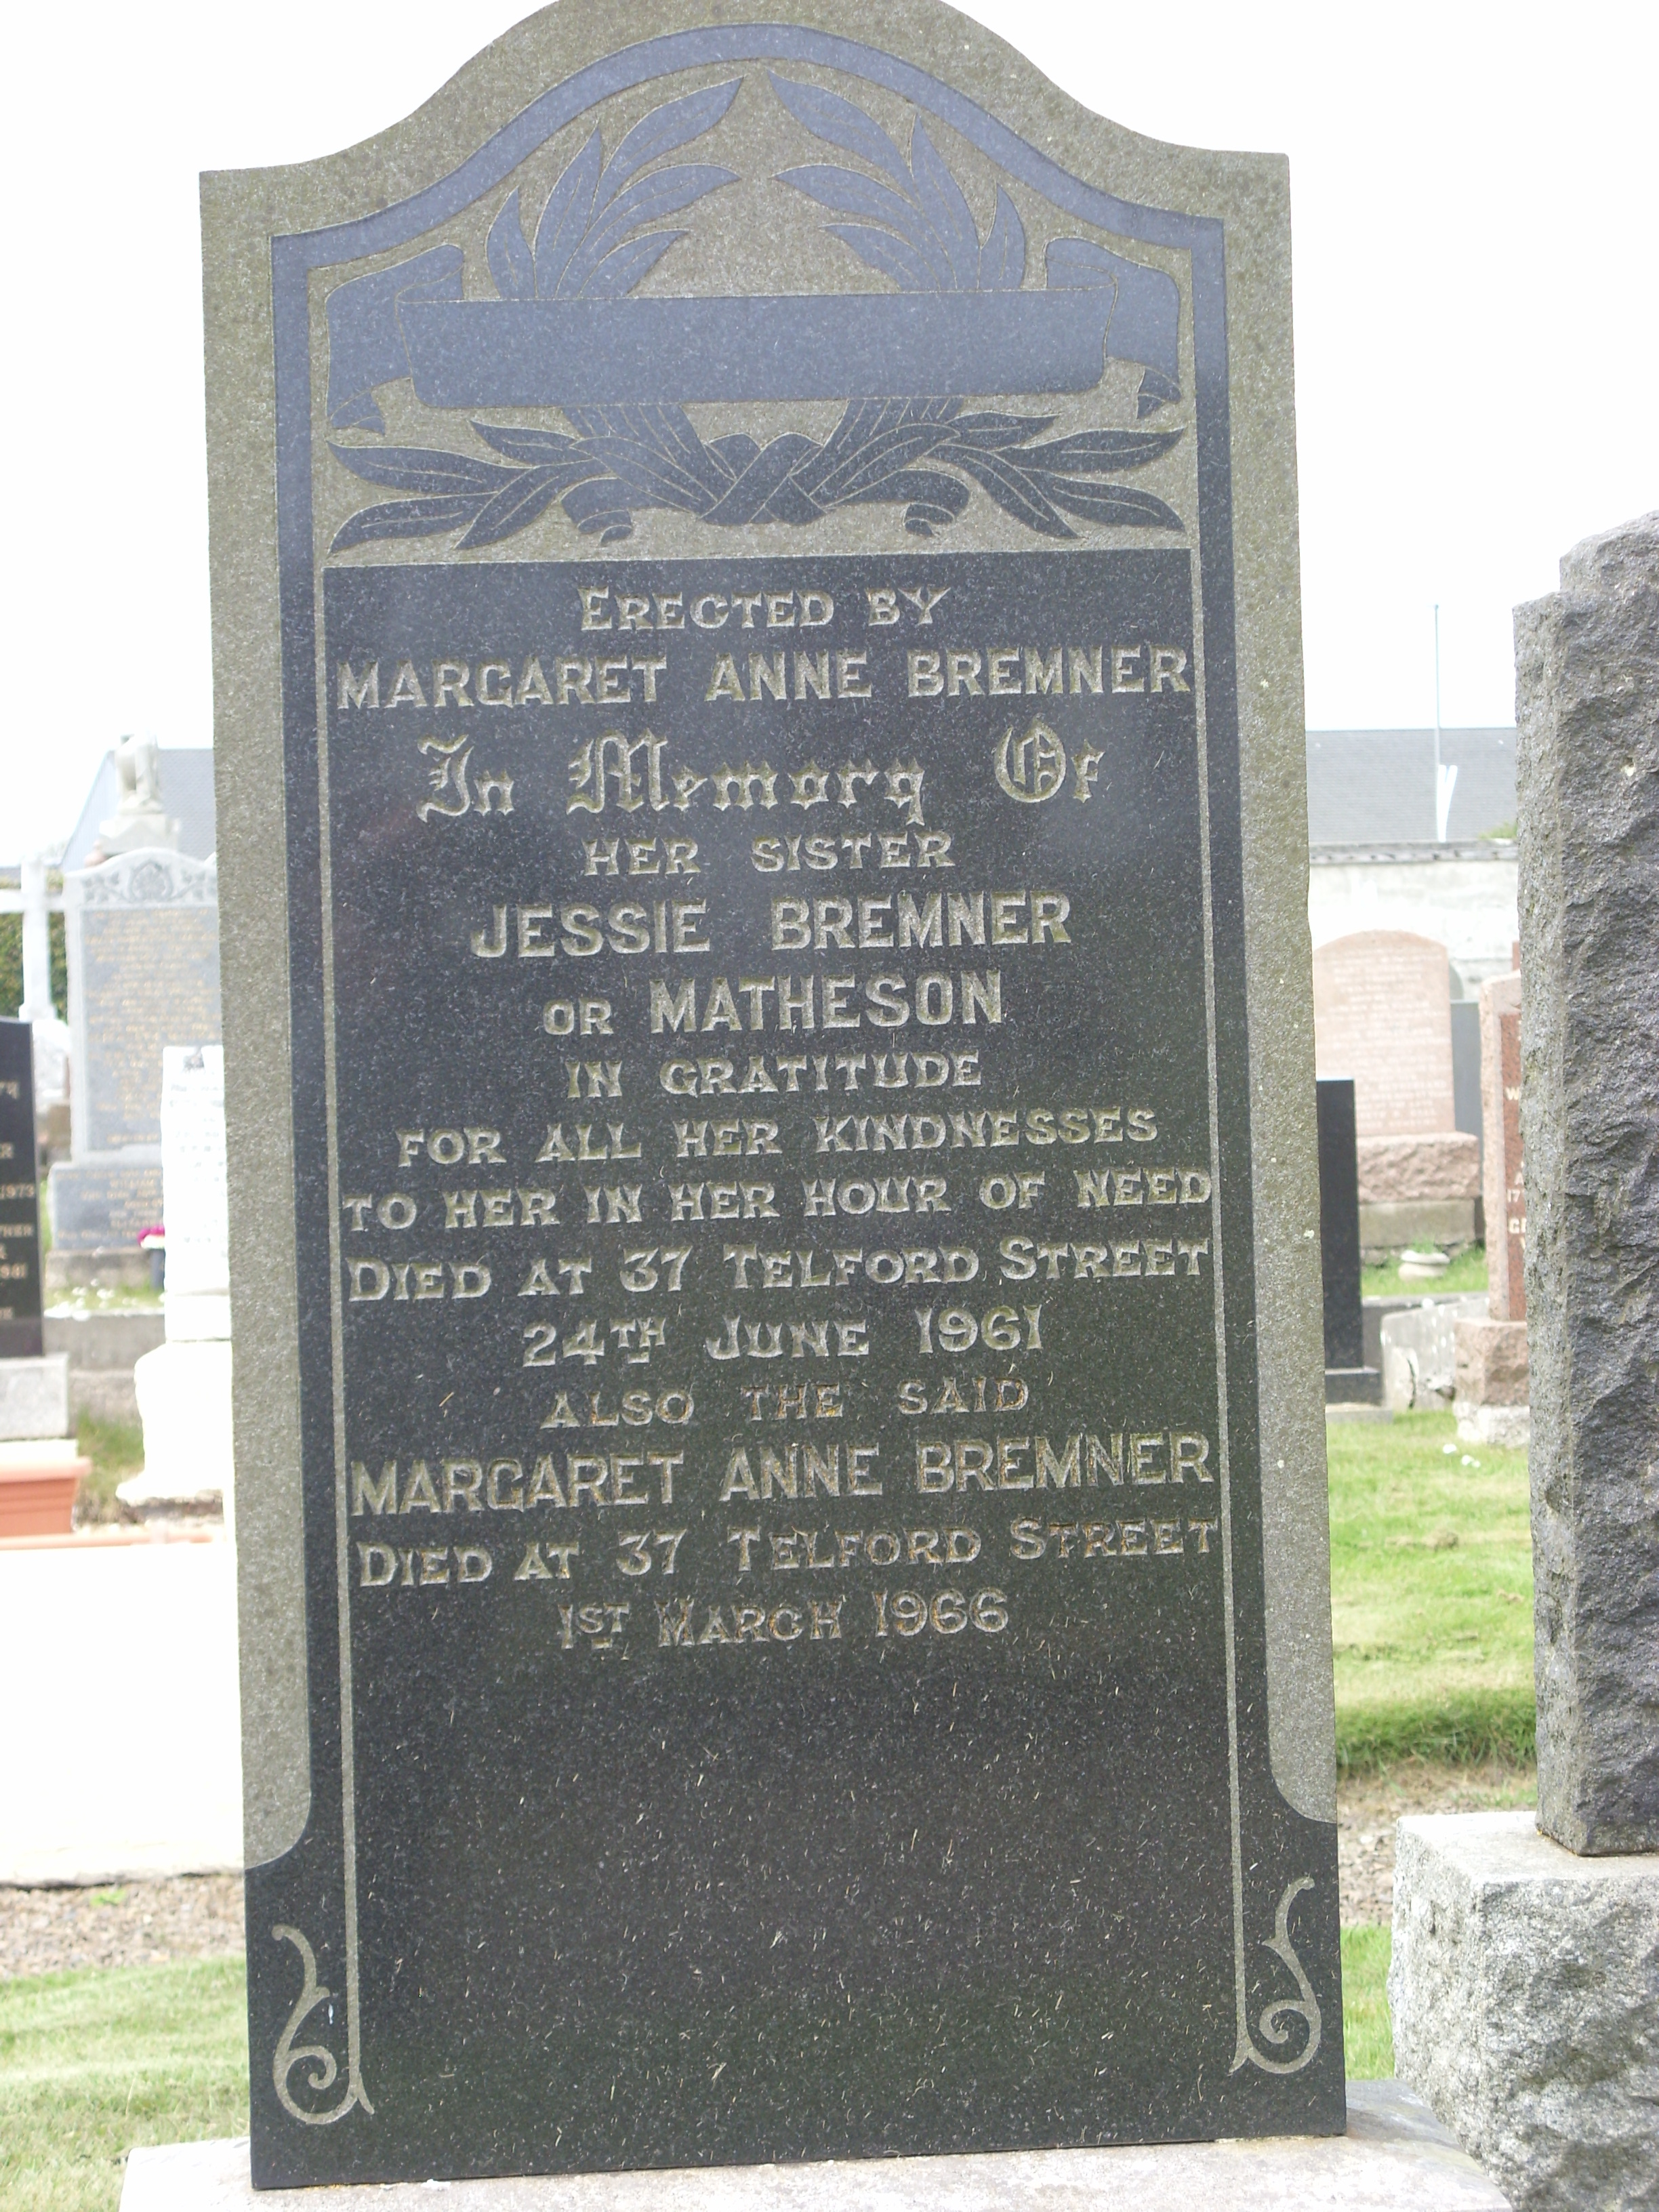 ERECTED BY
MARGARET ANNE BREMNER
In Memory Of
HER SISTER
JESSIE BREMNER
OR MATHESON
IN GRATITUDE
FOR ALL HER KINDNESSES
TO HER IN HER HOUR OF NEED
DIED AT 37 TELFORD STREET
24TH JUNE 1961
ALSO THE SAID
MARGARET ANNE BREMNER
DIED AT 37 TELFORD STREET
1ST MARCH 1966